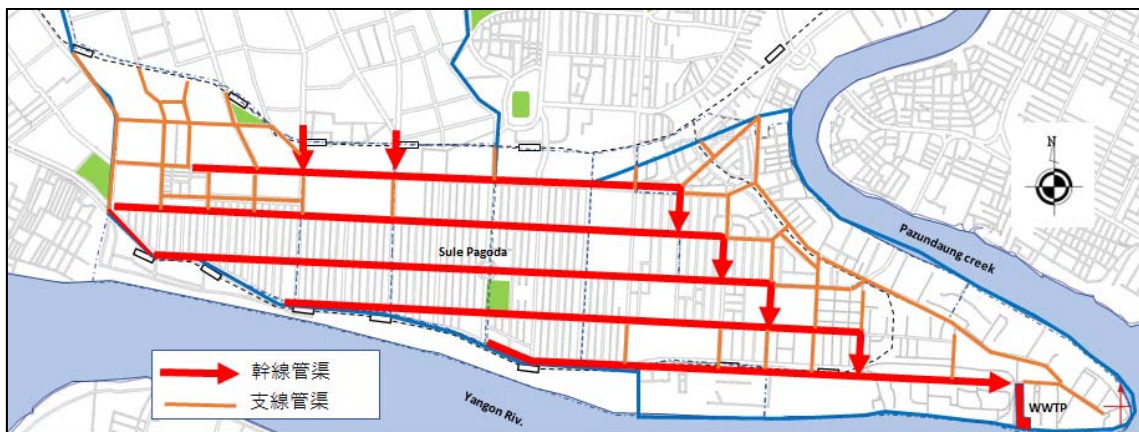 N
Pazundaung creek
Sule Pagoda
幹線管渠
支線管渠
Yangon Riv.
WWTP